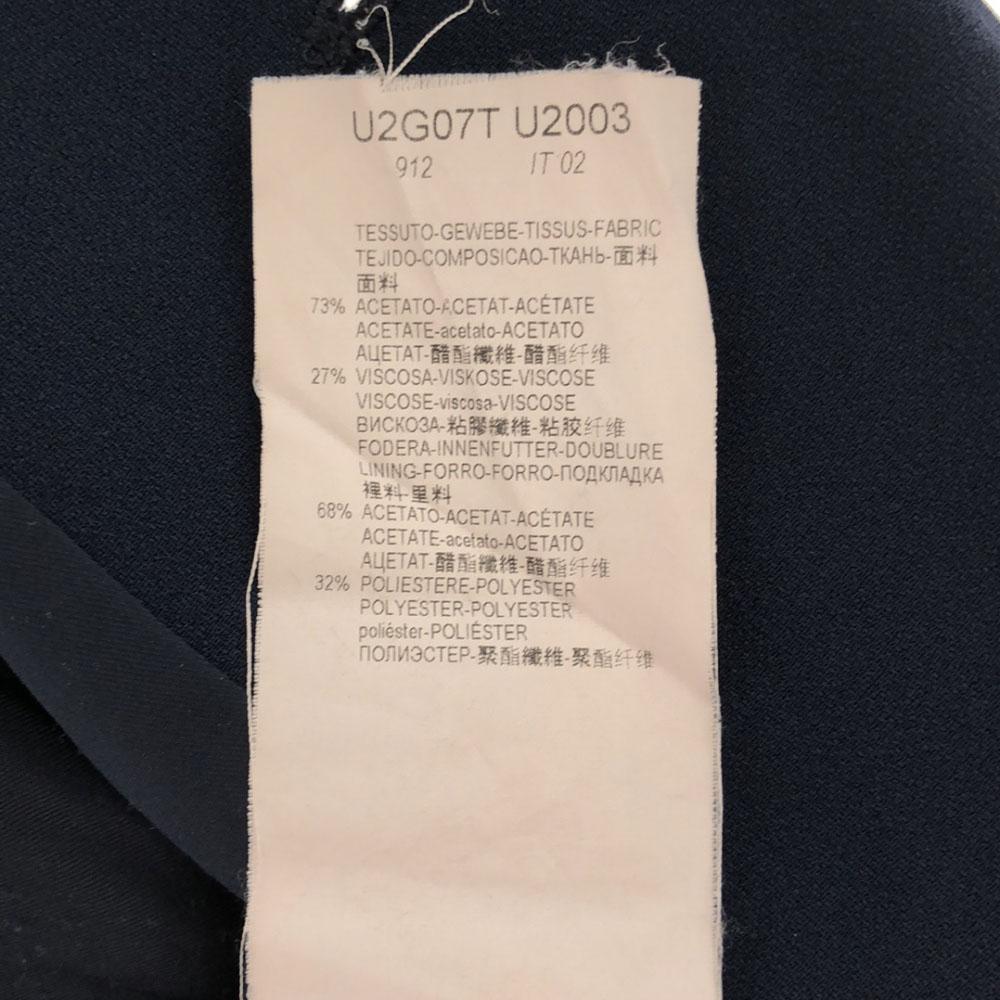 U2G07T U2003
912 IT 02
TESSUTO-GEWEBE-TISSUS-FABRIC
TEJIDO-COMPOSICAO-ТКАНЬ-面料
面料
73% ACETATO-ACETAT-ACÉTATE
ACETATE-acetato-ACETATO
АЦЕТАТ-醋酯纖維-醋酯纤维
27% VISCOSA-VISKOSE-VISCOSE
VISCOSE-viscosa-VISCOSE
ВИСКОЗА-粘膠纖維-粘胶纤维
FODERA-INNENFUTTER-DOUBLURE
LINING-FORRO-FORRO-ПОДКЛАДКА
裡料-里料
68% ACETATO-ACETAT-ACÉTATE
ACETATE-acetato-ACETATO
АЦЕТАТ-醋酯纖維-醋酯纤维
32% POLIESTERE-POLYESTER
POLYESTER-POLYESTER
poliéster-POLIÉSTER
ПОЛИЭСТЕР-聚酯纖維-聚酯纤维